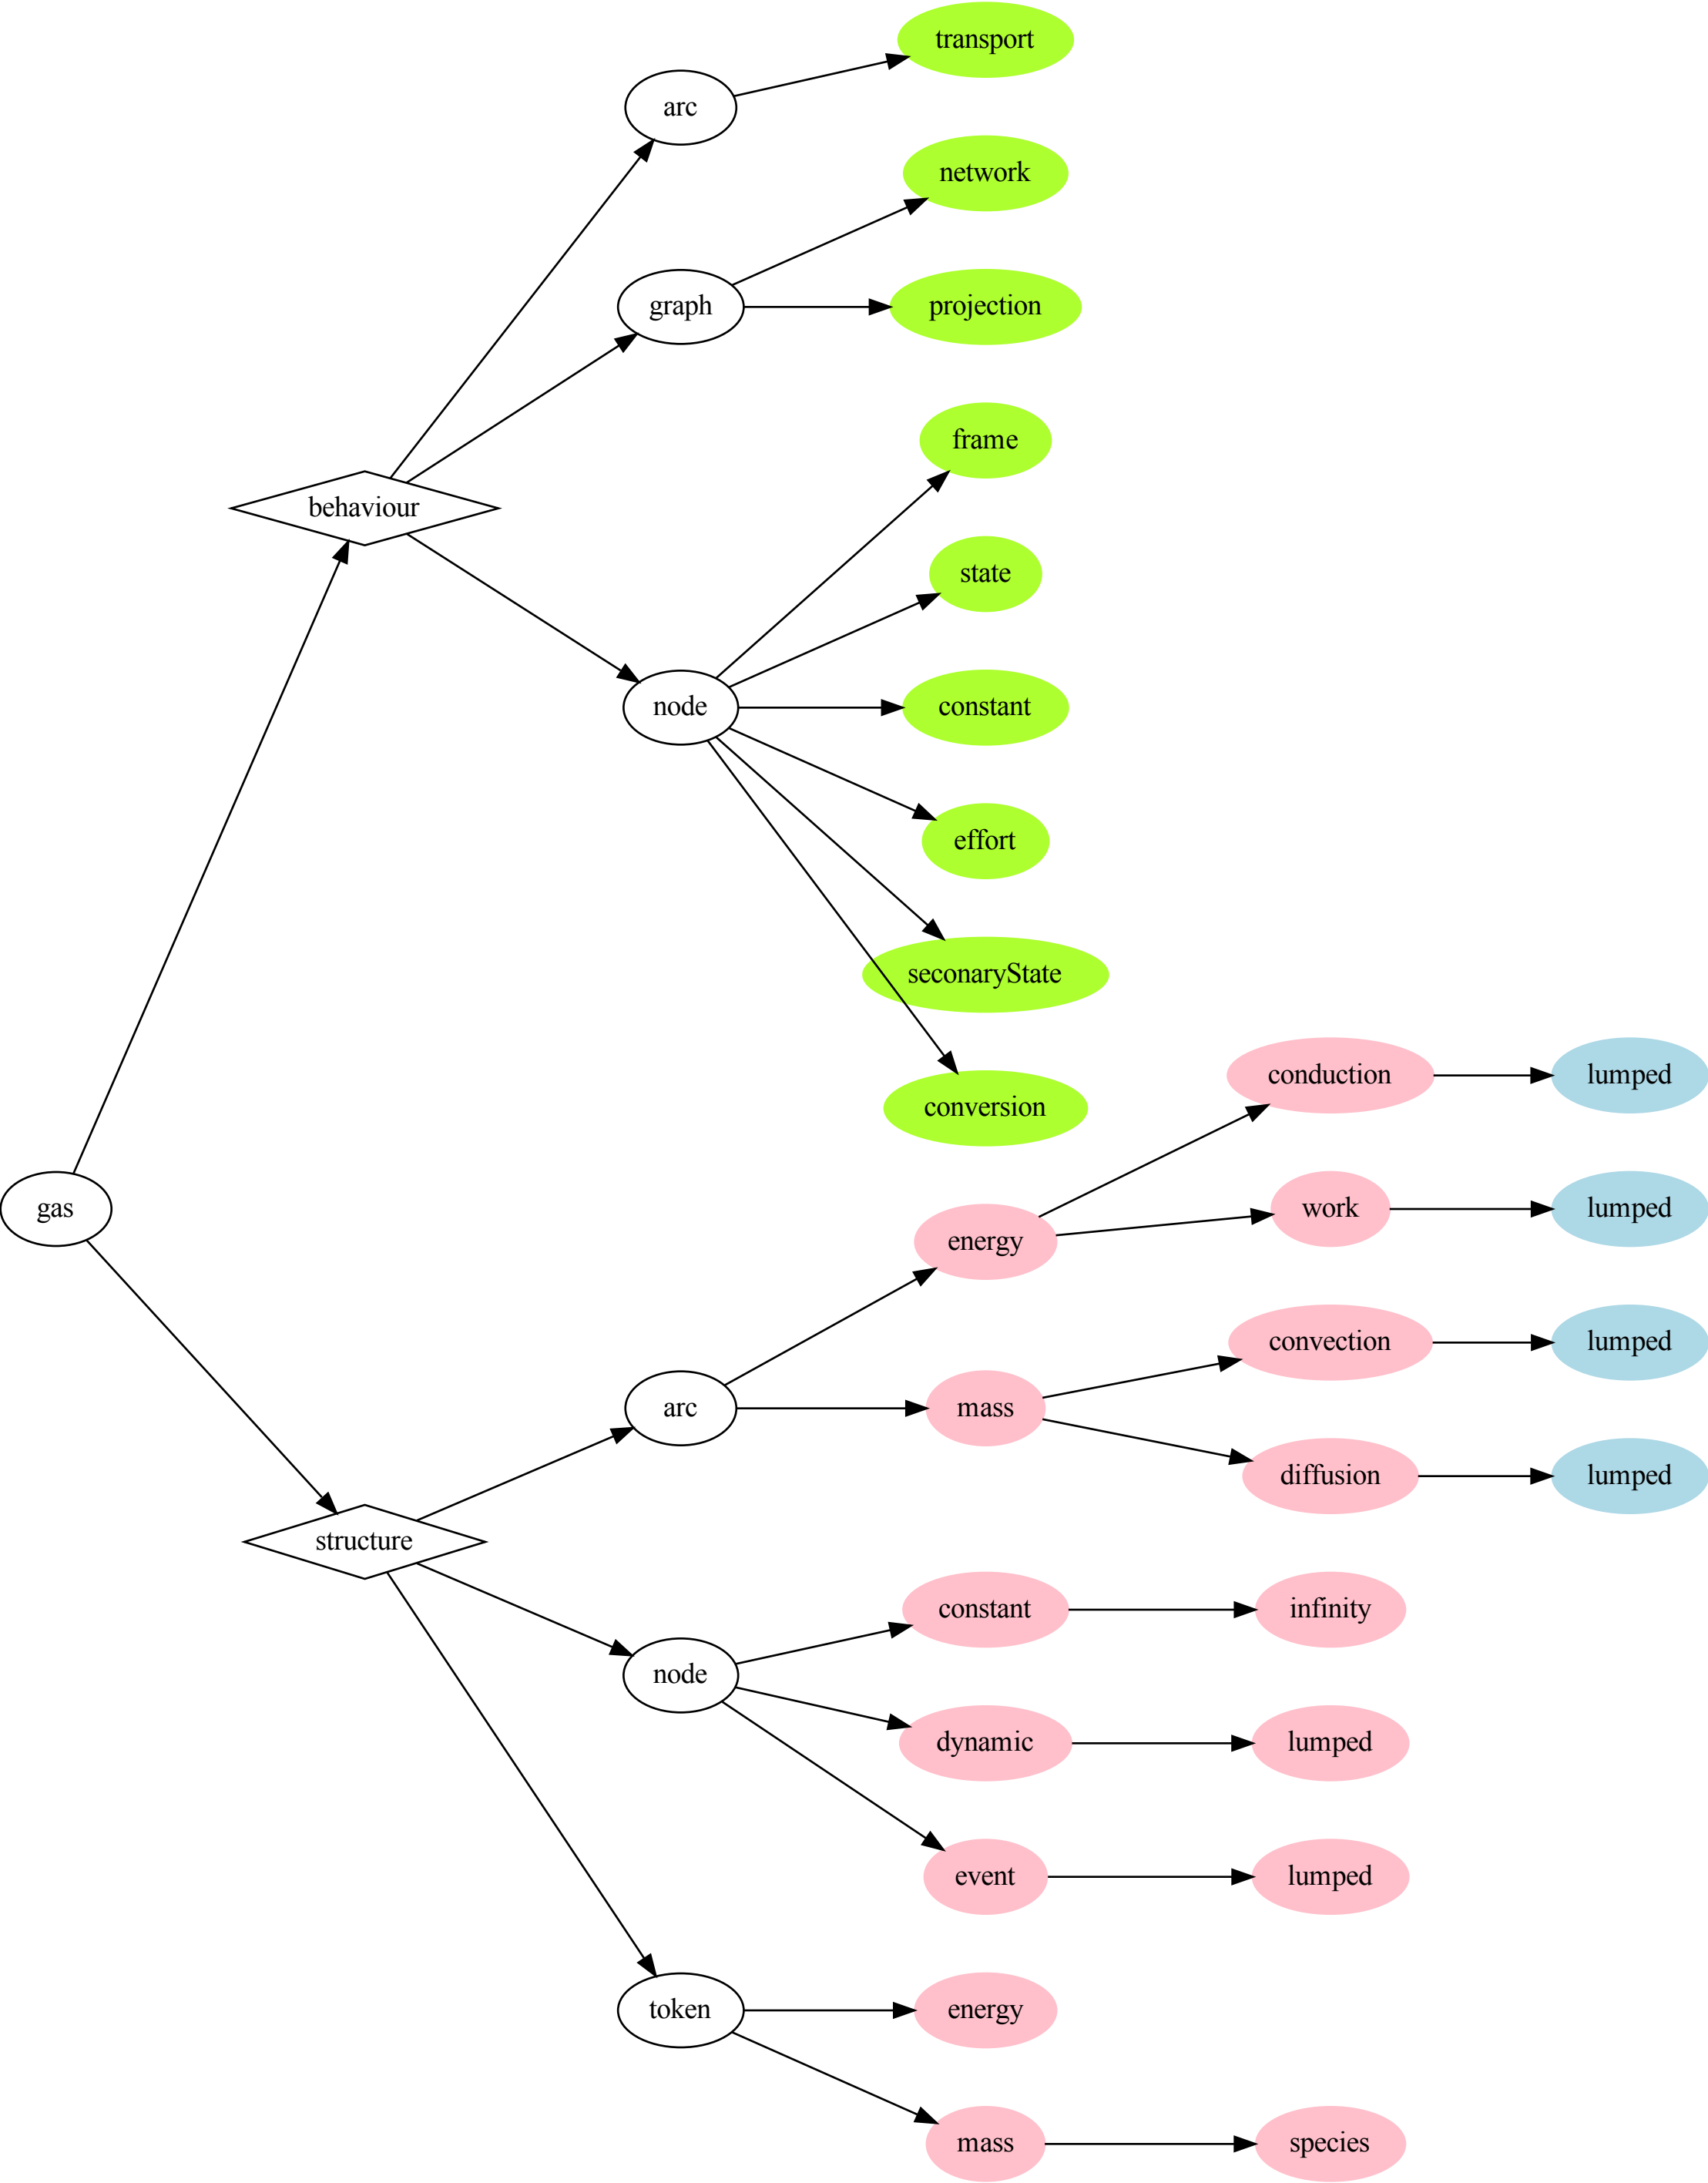 transport
arc
network
graph
projection
frame
behaviour
state
node
constant
effort
seconaryState
conduction
lumped
conversion
gas
work
lumped
energy
convection
lumped
arc
mass
diffusion
lumped
structure
constant
infinity
node
dynamic
lumped
event
lumped
token
energy
mass
species